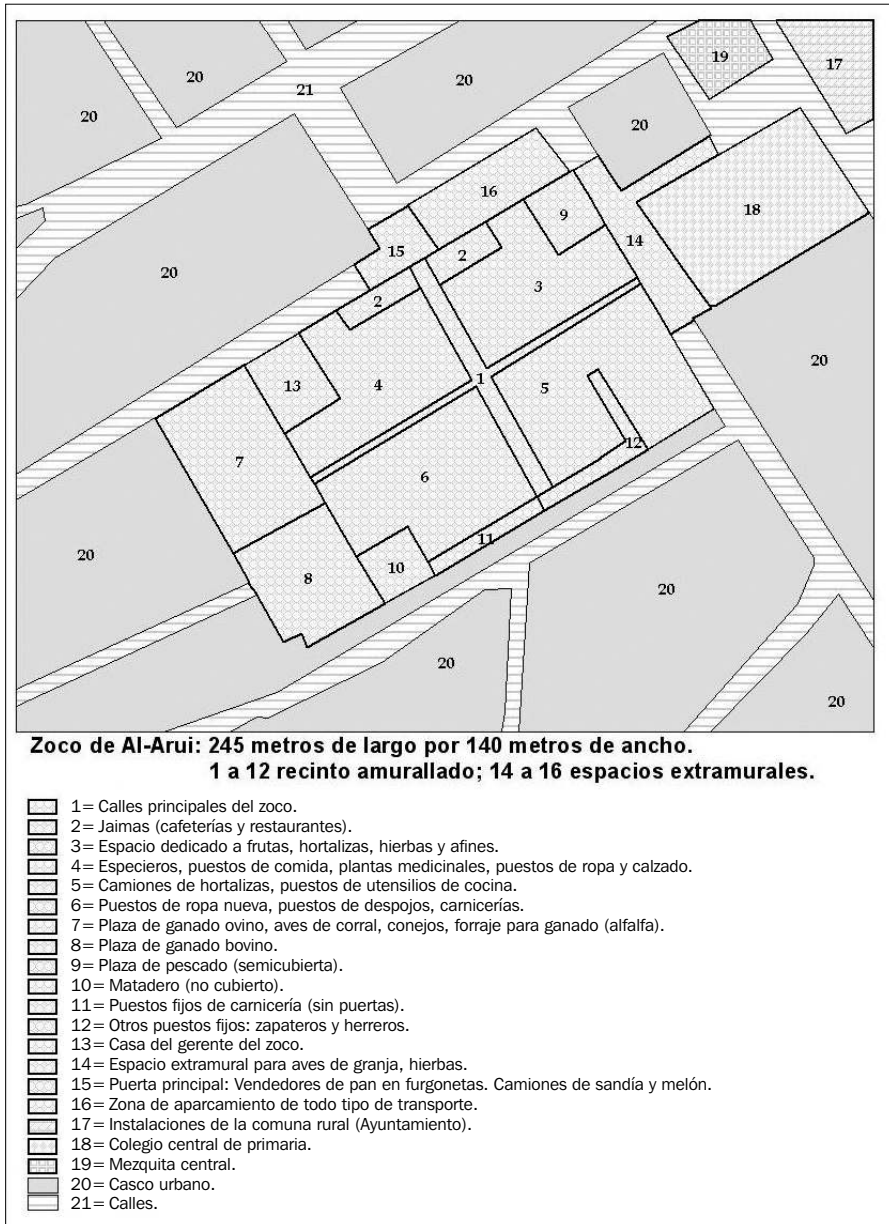 20
20
20
20
21
19
17
20
16
18
9
15
14
2
3
20
2
20
1
13
4
5
12
7
6
11
20
10
8
20
20
20
Zoco de Al-Arui: 245 metros de largo por 140 metros de ancho.
1 a 12 recinto amurallado; 14 a 16 espacios extramurales.
1= Calles principales del zoco.
2= Jaimas (cafeterías y restaurantes).
3= Espacio dedicado a frutas, hortalizas, hierbas y afines.
4= Especieros, puestos de comida, plantas medicinales, puestos de ropa y calzado.
5= Camiones de hortalizas, puestos de utensilios de cocina.
6= Puestos de ropa nueva, puestos de despojos, carnicerías.
7= Plaza de ganado ovino, aves de corral, conejos, forraje para ganado (alfalfa).
8= Plaza de ganado bovino.
9= Plaza de pescado (semicubierta).
10= Matadero (no cubierto).
11= Puestos fijos de carnicería (sin puertas).
12= Otros puestos fijos: zapateros y herreros.
13= Casa del gerente del zoco.
14= Espacio extramural para aves de granja, hierbas.
15= Puerta principal: Vendedores de pan en furgonetas. Camiones de sandía y melón.
16= Zona de aparcamiento de todo tipo de transporte.
17= Instalaciones de la comuna rural (Ayuntamiento).
18= Colegio central de primaria.
19= Mezquita central.
20= Casco urbano.
21= Calles.